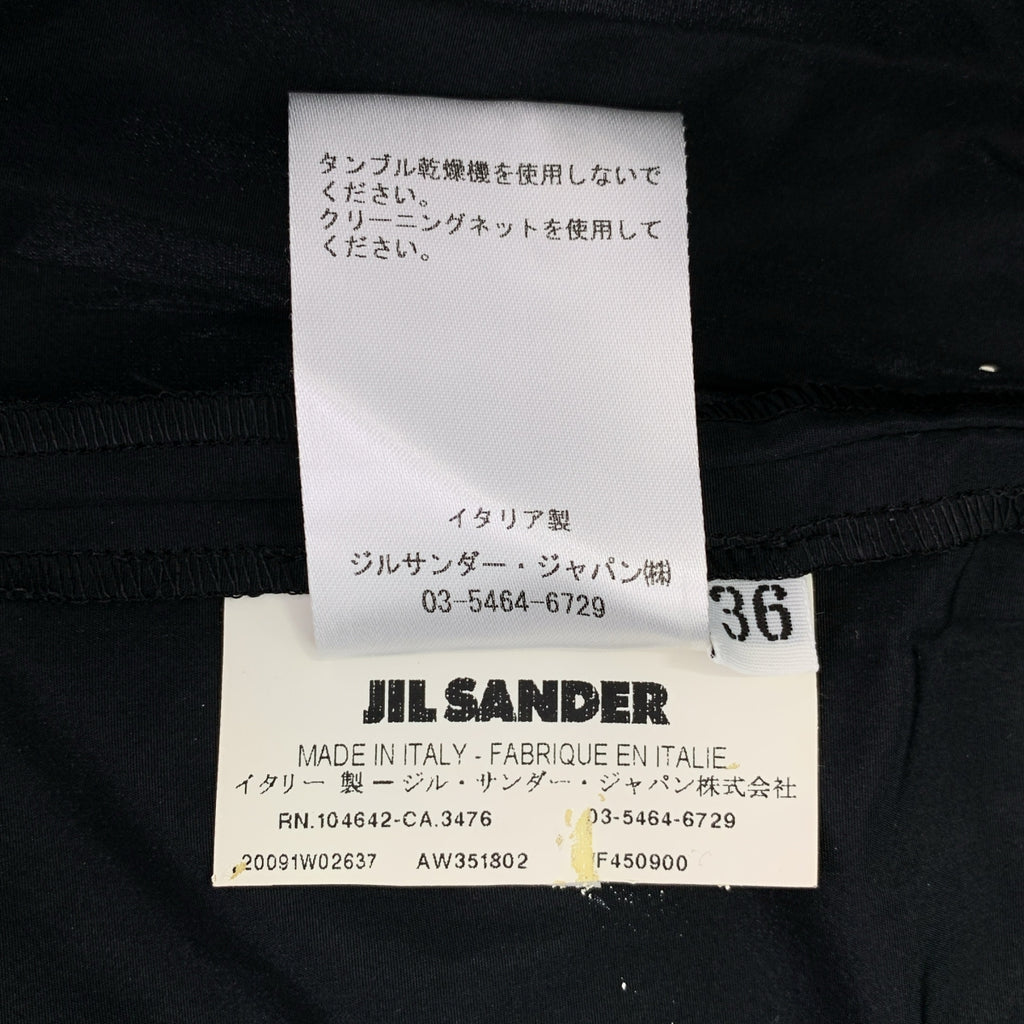 タンブル乾燥機を使用しないで
ください。
クリーニングネットを使用して
ください。
イタリア製
ジルサンダー・ジャパン㈱
03-5464-6729
36
JIL SANDER
MADE IN ITALY - FABRIQUE EN ITALIE
イタリー 製 ー ジル・サンダー・ジャパン株式会社
RN.104642-CA.3476 03-5464-6729
20091W02637 AW351802